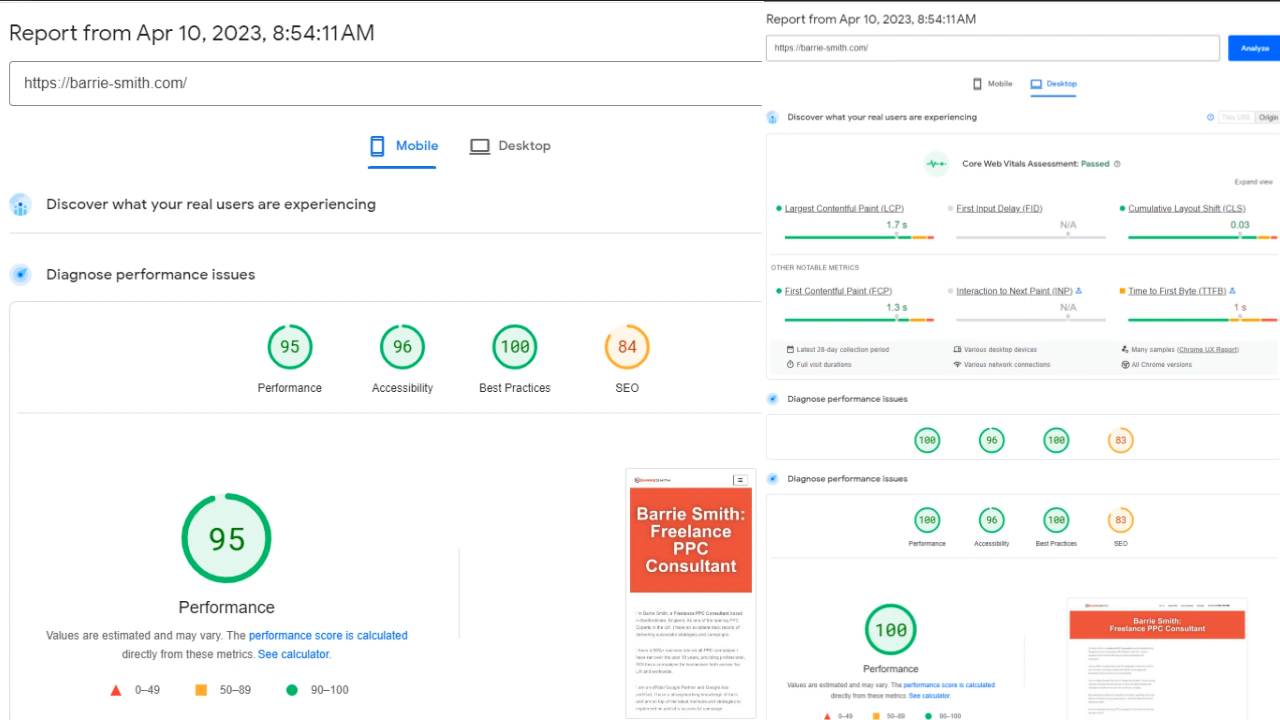 Report from Apr 10, 2023, 8:54:11 AM
https://barrie-smith.com/
Mobile
Desktop
Discover what your real users are experiencing
Diagnose performance issues
95
96
100
84
Performance
Accessibility
Best Practices
SEO
95
Performance
Values are estimated and may vary. The performance score is calculated
directly from these metrics. See calculator.
0–49
50–89
90–100
Barrie Smith:
Freelance
PPC
Consultant
Report from Apr 10, 2023, 8:54:11 AM
https://barrie-smith.com/
Analyze
Mobile
Desktop
Discover what your real users are experiencing
This URL
Origin
Core Web Vitals Assessment: Passed
Expand view
Largest Contentful Paint (LCP)
1.7 s
First Input Delay (FID)
N/A
Cumulative Layout Shift (CLS)
0.03
OTHER NOTABLE METRICS
First Contentful Paint (FCP)
1.3 s
Interaction to Next Paint (INP)
N/A
Time to First Byte (TTFB)
1 s
Latest 28-day collection period
Various desktop devices
Many samples (Chrome UX Report)
Full visit durations
Various network connections
All Chrome versions
Diagnose performance issues
100
96
100
83
Diagnose performance issues
100
96
100
83
Performance
Accessibility
Best Practices
SEO
100
Performance
Values are estimated and may vary. The performance score is calculated
directly from these metrics. See calculator.
0–49
50–89
90–100
Barrie Smith:
Freelance PPC Consultant